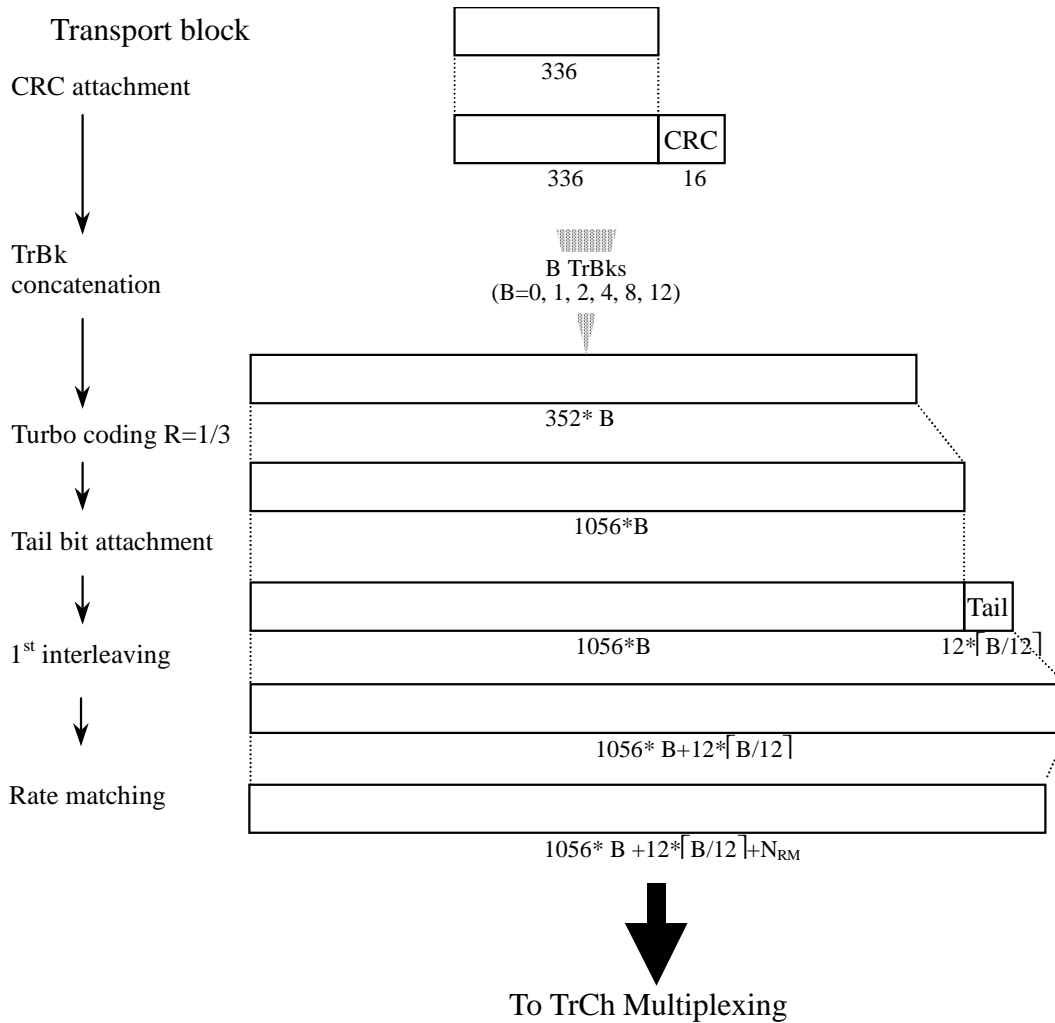 Transport block
336
CRC attachment
CRC
336
16
TrBk
concatenation
B TrBks
(B=0, 1, 2, 4, 8, 12)
352* B
Turbo coding R=1/3
1056*B
Tail bit attachment
Tail
1056*B
12*⌈B/12⌉
1st interleaving
1056* B+12*⌈B/12⌉
Rate matching
1056* B +12*⌈B/12⌉+NRM
To TrCh Multiplexing